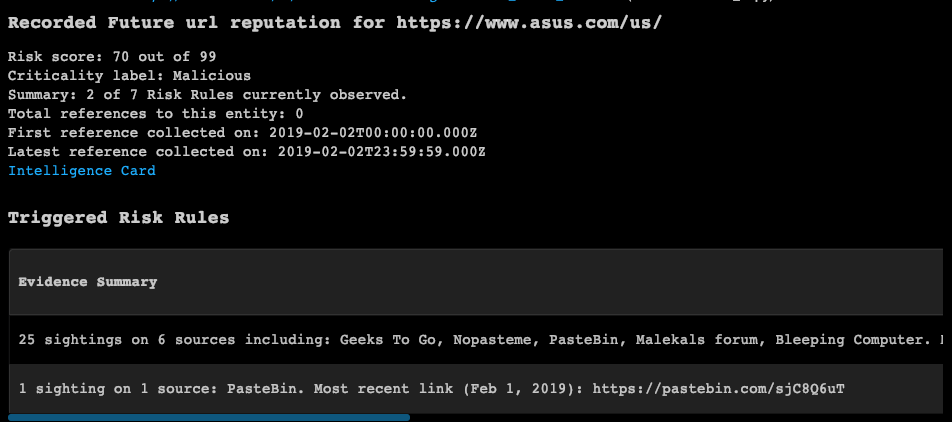 Recorded Future url reputation for https://www.asus.com/us/
Risk score: 70 out of 99
Criticality label: Malicious
Summary: 2 of 7 Risk Rules currently observed.
Total references to this entity: 0
First reference collected on: 2019-02-02T00:00:00.000Z
Latest reference collected on: 2019-02-02T23:59:59.000Z
Intelligence Card
Triggered Risk Rules
Evidence Summary
25 sightings on 6 sources including: Geeks To Go, Nopasteme, PasteBin, Malekals forum, Bleeping Computer.
1 sighting on 1 source: PasteBin. Most recent link (Feb 1, 2019): https://pastebin.com/sjC8Q6uT